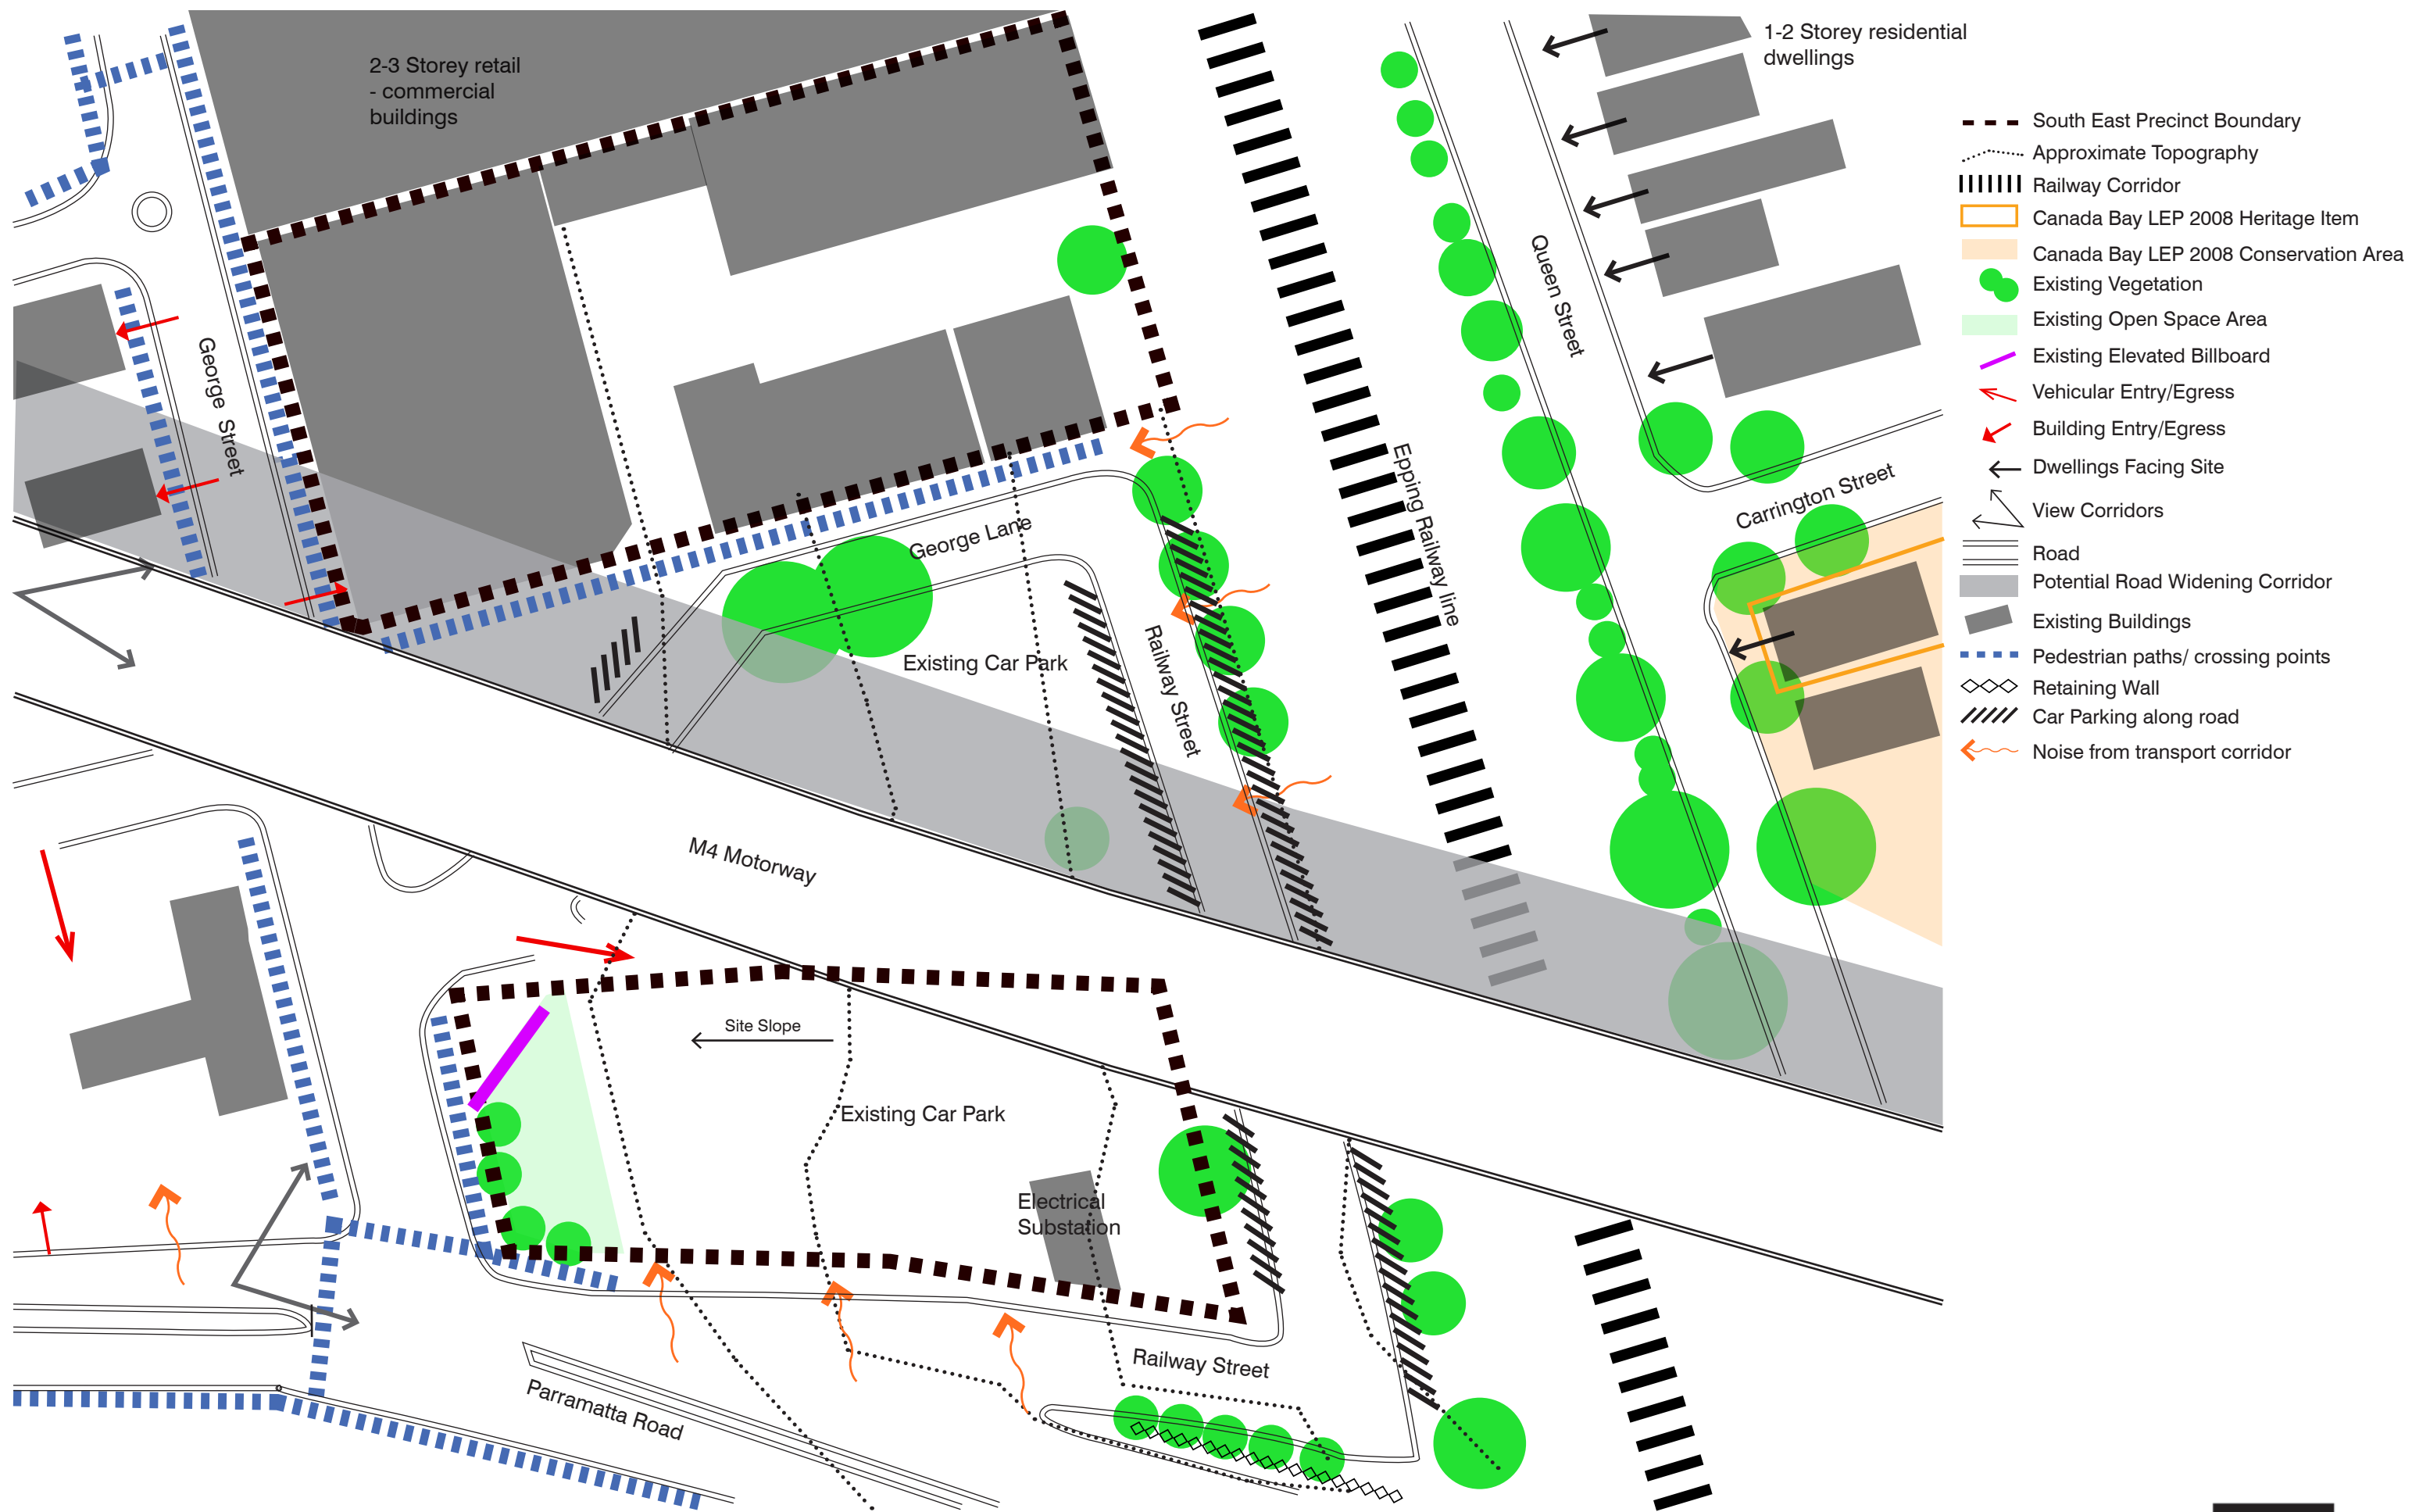 2-3 Storey retail
- commercial
buildings
1-2 Storey residential
dwellings
George Street
Queen Street
George Lane
Epping Railway line
Carrington Street
Existing Car Park
Railway Street
M4 Motorway
Site Slope
Existing Car Park
Electrical
Substation
Railway Street
Parramatta Road
South East Precinct Boundary
Approximate Topography
Railway Corridor
Canada Bay LEP 2008 Heritage Item
Canada Bay LEP 2008 Conservation Area
Existing Vegetation
Existing Open Space Area
Existing Elevated Billboard
Vehicular Entry/Egress
Building Entry/Egress
Dwellings Facing Site
View Corridors
Road
Potential Road Widening Corridor
Existing Buildings
Pedestrian paths/ crossing points
Retaining Wall
Car Parking along road
Noise from transport corridor